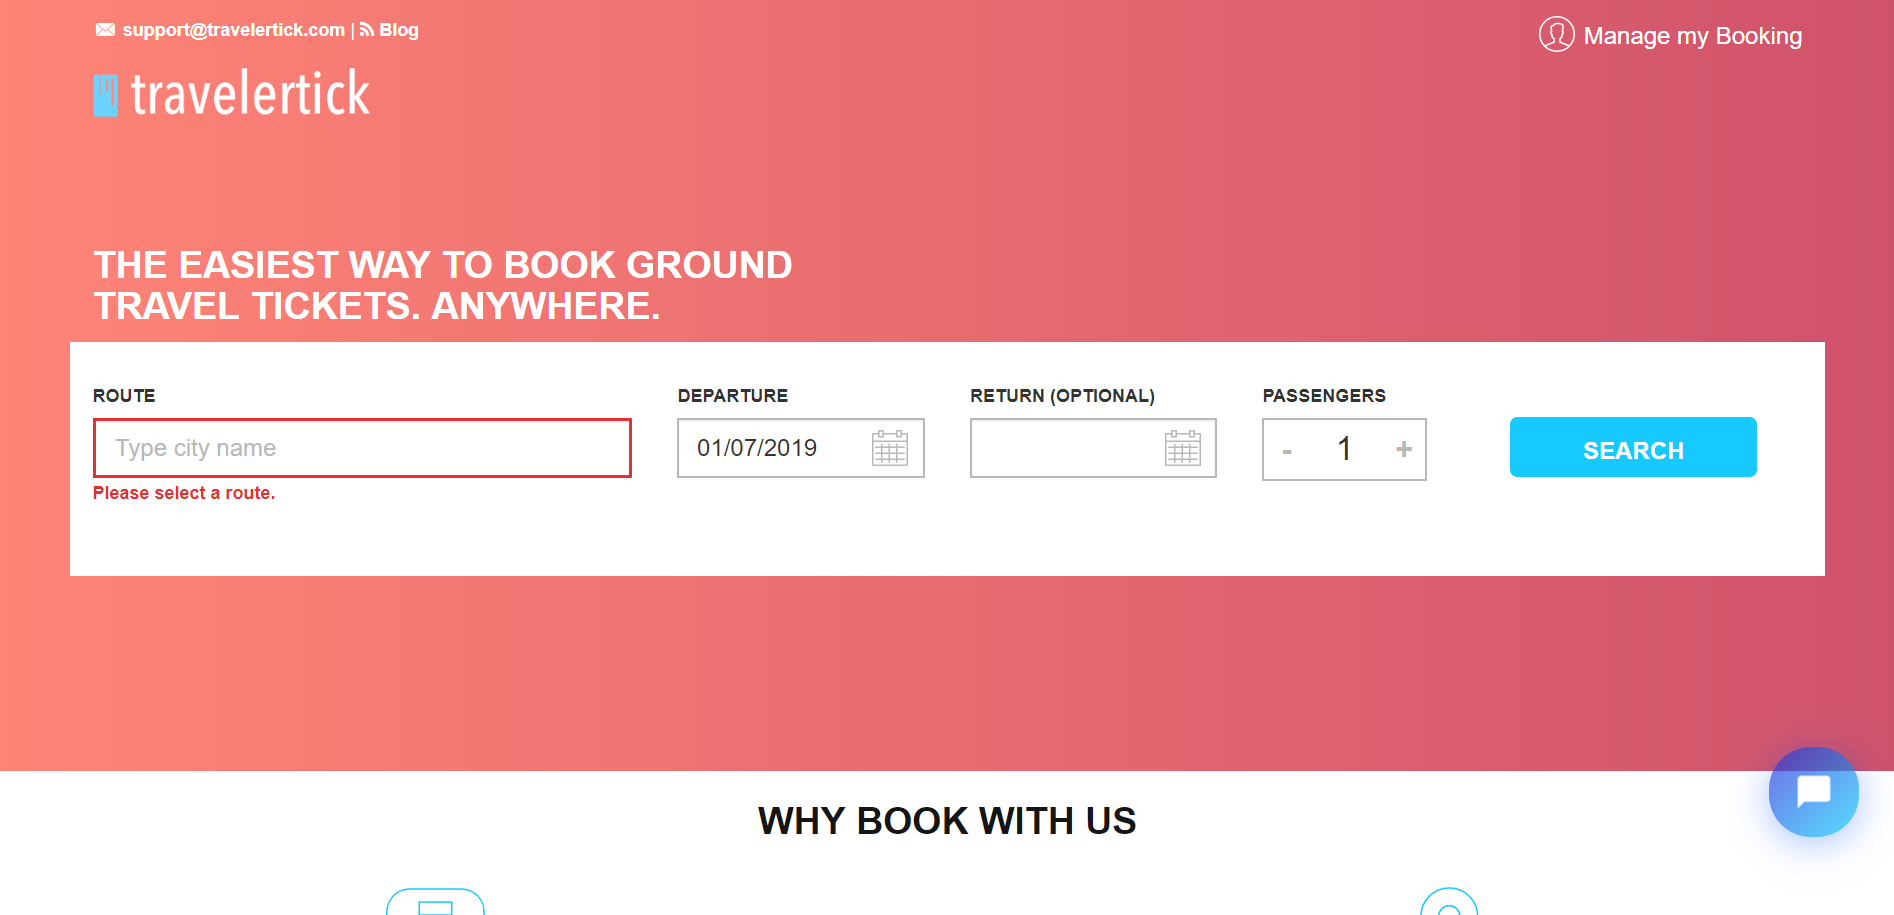 support@travelertick.com | Blog
Manage my Booking
travelertick
THE EASIEST WAY TO BOOK GROUND
TRAVEL TICKETS. ANYWHERE.
ROUTE
DEPARTURE
RETURN (OPTIONAL)
PASSENGERS
Type city name
01/07/2019
- 1 +
SEARCH
Please select a route.
WHY BOOK WITH US